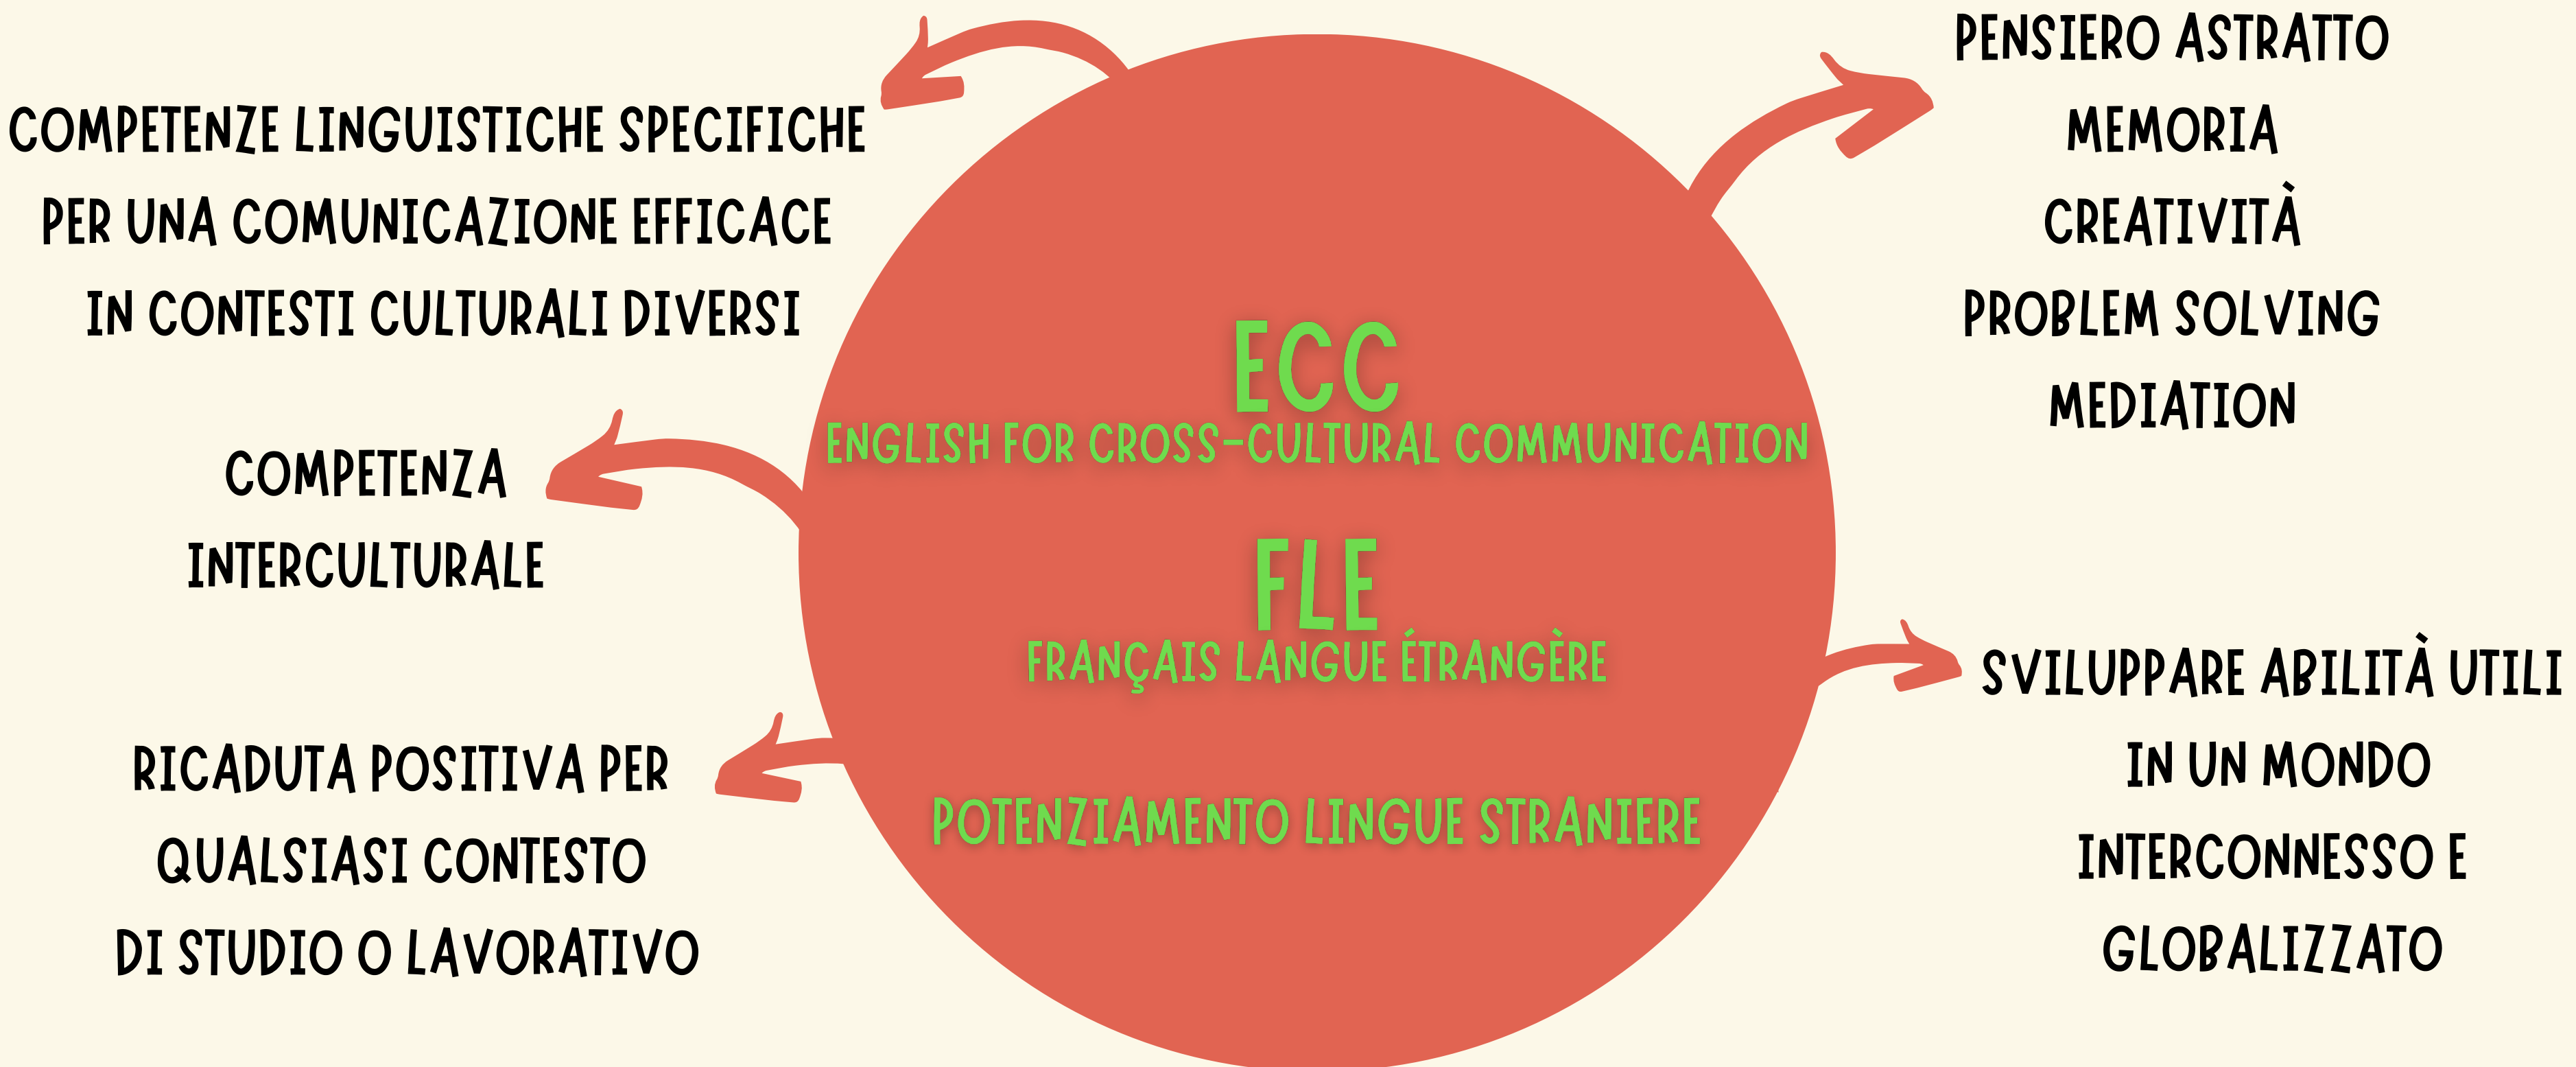 COMPETENZE LINGUISTICHE SPECIFICHE
PER UNA COMUNICAZIONE EFFICACE
IN CONTESTI CULTURALI DIVERSI
COMPETENZA
INTERCULTURALE
RICADUTA POSITIVA PER
QUALSIASI CONTESTO
DI STUDIO O LAVORATIVO
ECC
ENGLISH FOR CROSS-CULTURAL COMMUNICATION
FLE
FRANÇAIS LANGUE ÉTRANGÈRE
POTENZIAMENTO LINGUE STRANIERE
PENSIERO ASTRATTO
MEMORIA
CREATIVITÀ
PROBLEM SOLVING
MEDIATION
SVILUPPARE ABILITÀ UTILI
IN UN MONDO
INTERCONNESSO E
GLOBALIZZATO